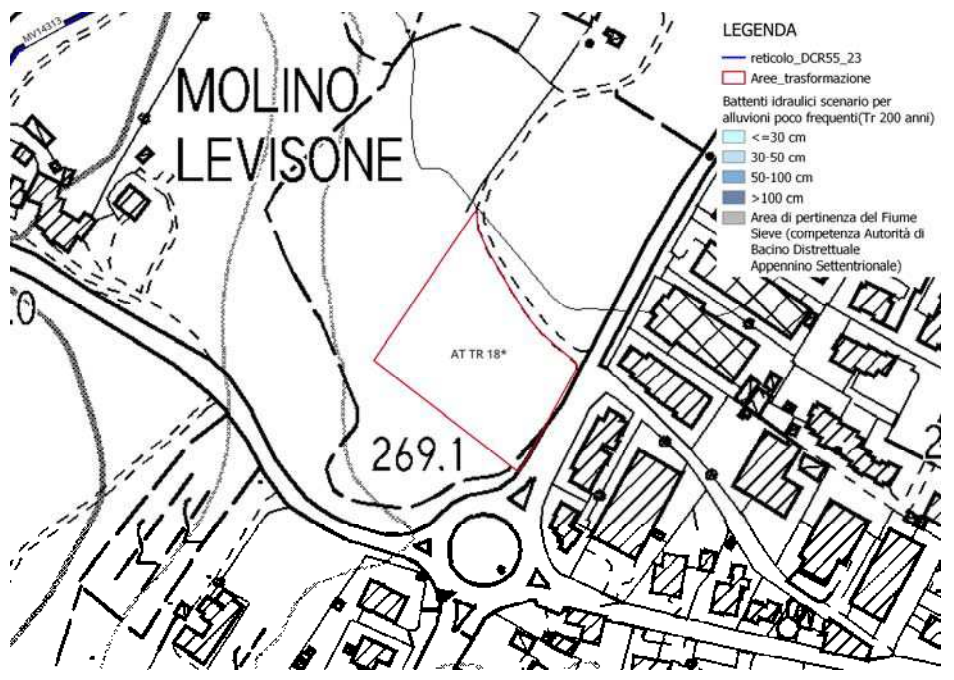 MV14313
MOLINO
LEVISONE
AT TR 18*
269.1
0
2
LEGENDA
reticolo_DCR55_23
Aree_trasformazione
Battenti idraulici scenario per
alluvioni poco frequenti(Tr 200 anni)
<=30 cm
30-50 cm
50-100 cm
>100 cm
Area di pertinenza del Fiume
Sieve (competenza Autorità di
Bacino Distrettuale
Appennino Settentrionale)